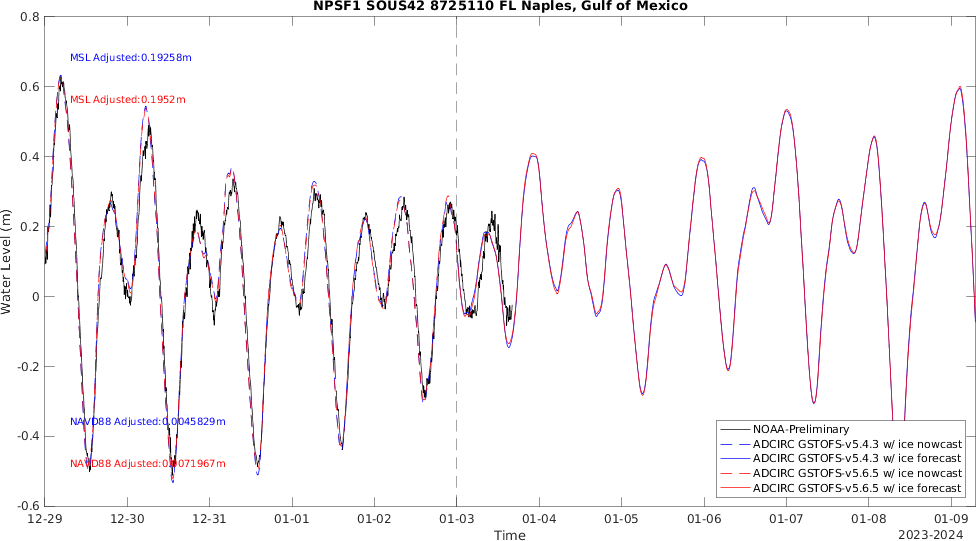 NPSF1 SOUS42 8725110 FL Naples, Gulf of Mexico
0.8
0.6
0.4
0.2
0
-0.2
-0.4
-0.6
Water Level (m)
MSL Adjusted:0.19258m
MSL Adjusted:0.1952m
NAVD88 Adjusted:0.0045829m
NAVD88 Adjusted:0.0071967m
NOAA-Preliminary
ADCIRC GSTOFS-v5.4.3 w/ ice nowcast
ADCIRC GSTOFS-v5.4.3 w/ ice forecast
ADCIRC GSTOFS-v5.6.5 w/ ice nowcast
ADCIRC GSTOFS-v5.6.5 w/ ice forecast
12-29 12-30 12-31 01-01 01-02 01-03 01-04 01-05 01-06 01-07 01-08 01-09
Time
2023-2024